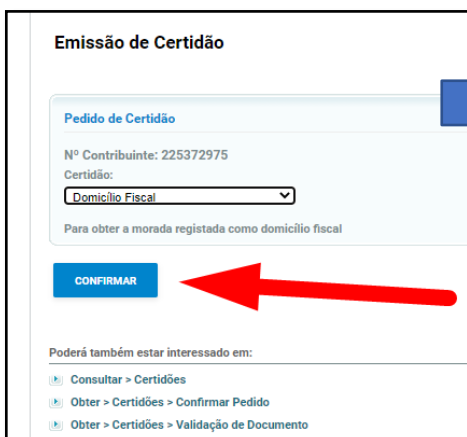 Emissão de Certidão
Pedido de Certidão
Nº Contribuinte: 225372975
Certidão:
Domicílio Fiscal
Para obter a morada registada como domicílio fiscal
CONFIRMAR
Poderá também estar interessado em:
Consultar > Certidões
Obter > Certidões > Confirmar Pedido
Obter > Certidões > Validação de Documento